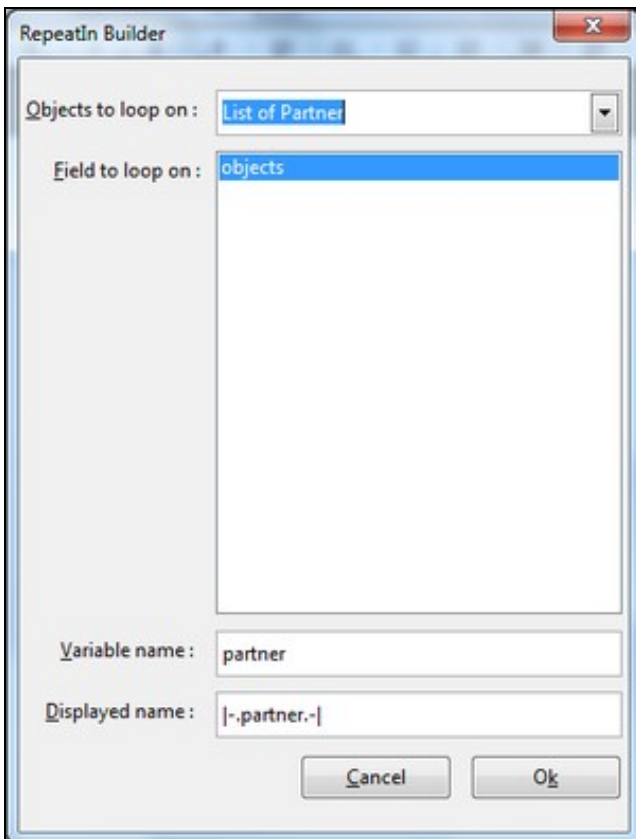 RepeatIn Builder
Objects to loop on : List of Partner
Field to loop on : objects
Variable name : partner
Displayed name : |-.partner.-|
Cancel Ok